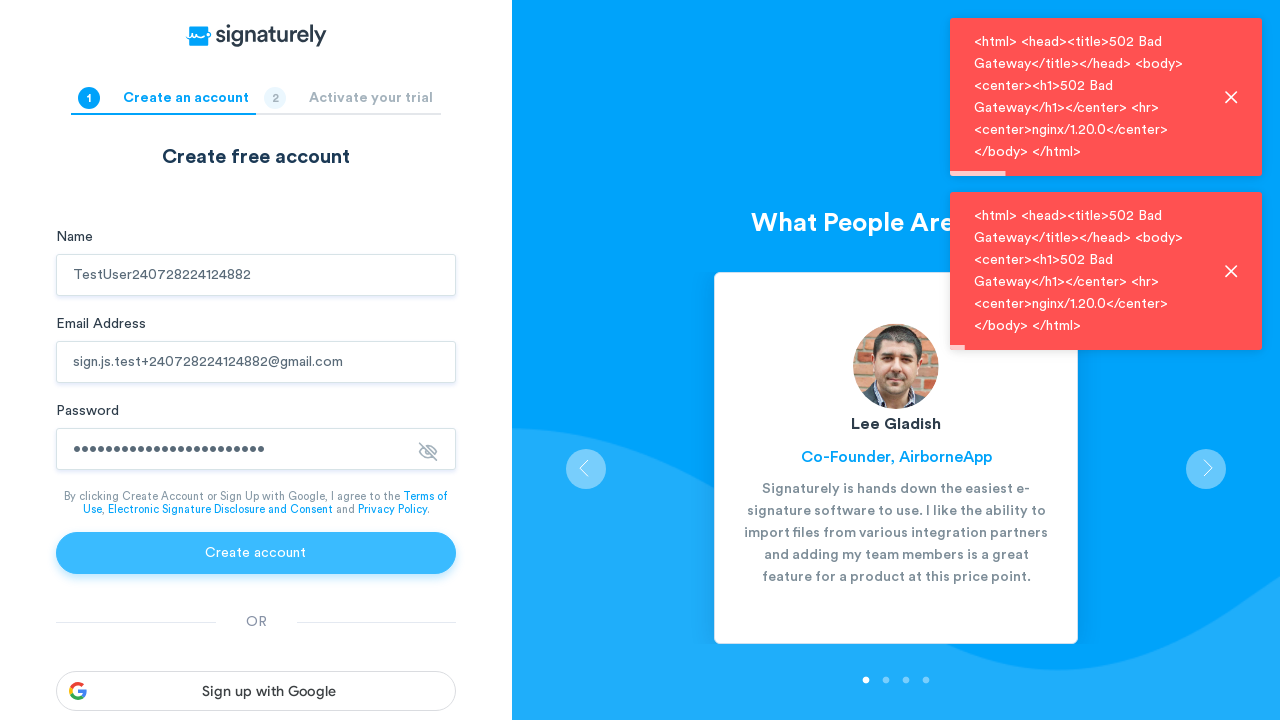 signaturely
1 Create an account 2 Activate your trial
Create free account
Name
TestUser240728224124882
Email Address
sign.js.test+240728224124882@gmail.com
Password
••••••••••••••••••••••••
By clicking Create Account or Sign Up with Google, I agree to the Terms of
Use, Electronic Signature Disclosure and Consent and Privacy Policy.
Create account
OR
Sign up with Google
What People Are
Lee Gladish
Co-Founder, AirborneApp
Signaturely is hands down the easiest e-
signature software to use. I like the ability to
import files from various integration partners
and adding my team members is a great
feature for a product at this price point.
<html> <head><title>502 Bad
Gateway</title></head> <body>
<center><h1>502 Bad
Gateway</h1></center> <hr>
<center>nginx/1.20.0</center>
</body> </html>
<html> <head><title>502 Bad
Gateway</title></head> <body>
<center><h1>502 Bad
Gateway</h1></center> <hr>
<center>nginx/1.20.0</center>
</body> </html>